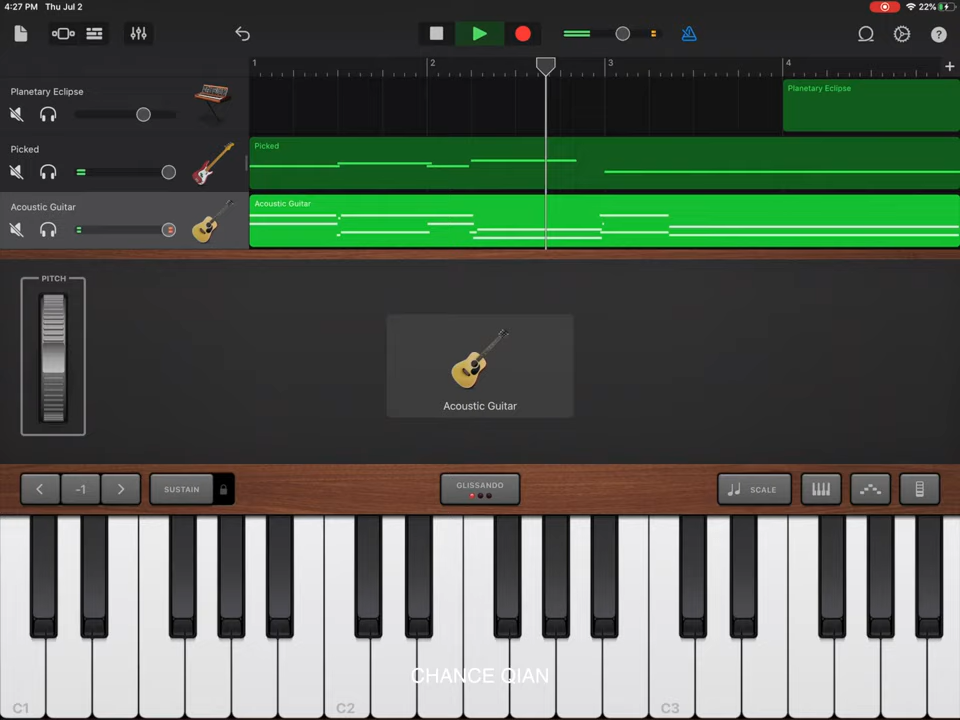 4:27 PM Thu Jul 2
22%
1 2 3 4
+
Planetary Eclipse
Planetary Eclipse
Picked
Picked
Acoustic Guitar
Acoustic Guitar
PITCH
Acoustic Guitar
-1
SUSTAIN
GLISSANDO
SCALE
CHANCE QIAN
C1 C2 C3